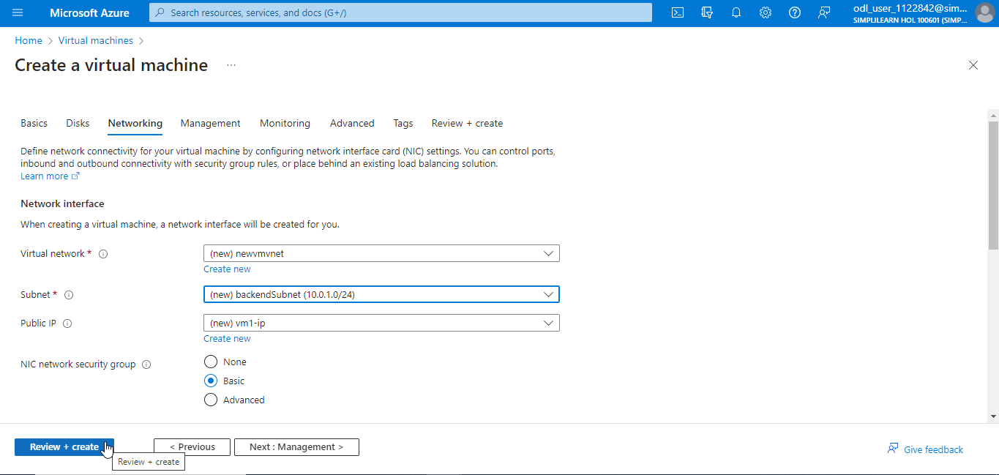 Microsoft Azure
Search resources, services, and docs (G+/)
odl_user_1122842@sim...
SIMPLILEARN HOL 100601 (SIMP...
Home > Virtual machines >
Create a virtual machine ...
Basics Disks Networking Management Monitoring Advanced Tags Review + create
Define network connectivity for your virtual machine by configuring network interface card (NIC) settings. You can control ports,
inbound and outbound connectivity with security group rules, or place behind an existing load balancing solution.
Learn more
Network interface
When creating a virtual machine, a network interface will be created for you.
Virtual network *
(new) newvmvnet
Create new
Subnet *
(new) backendSubnet (10.0.1.0/24)
Public IP
(new) vm1-ip
Create new
NIC network security group
None
Basic
Advanced
Review + create
< Previous
Next : Management >
Give feedback
Review + create